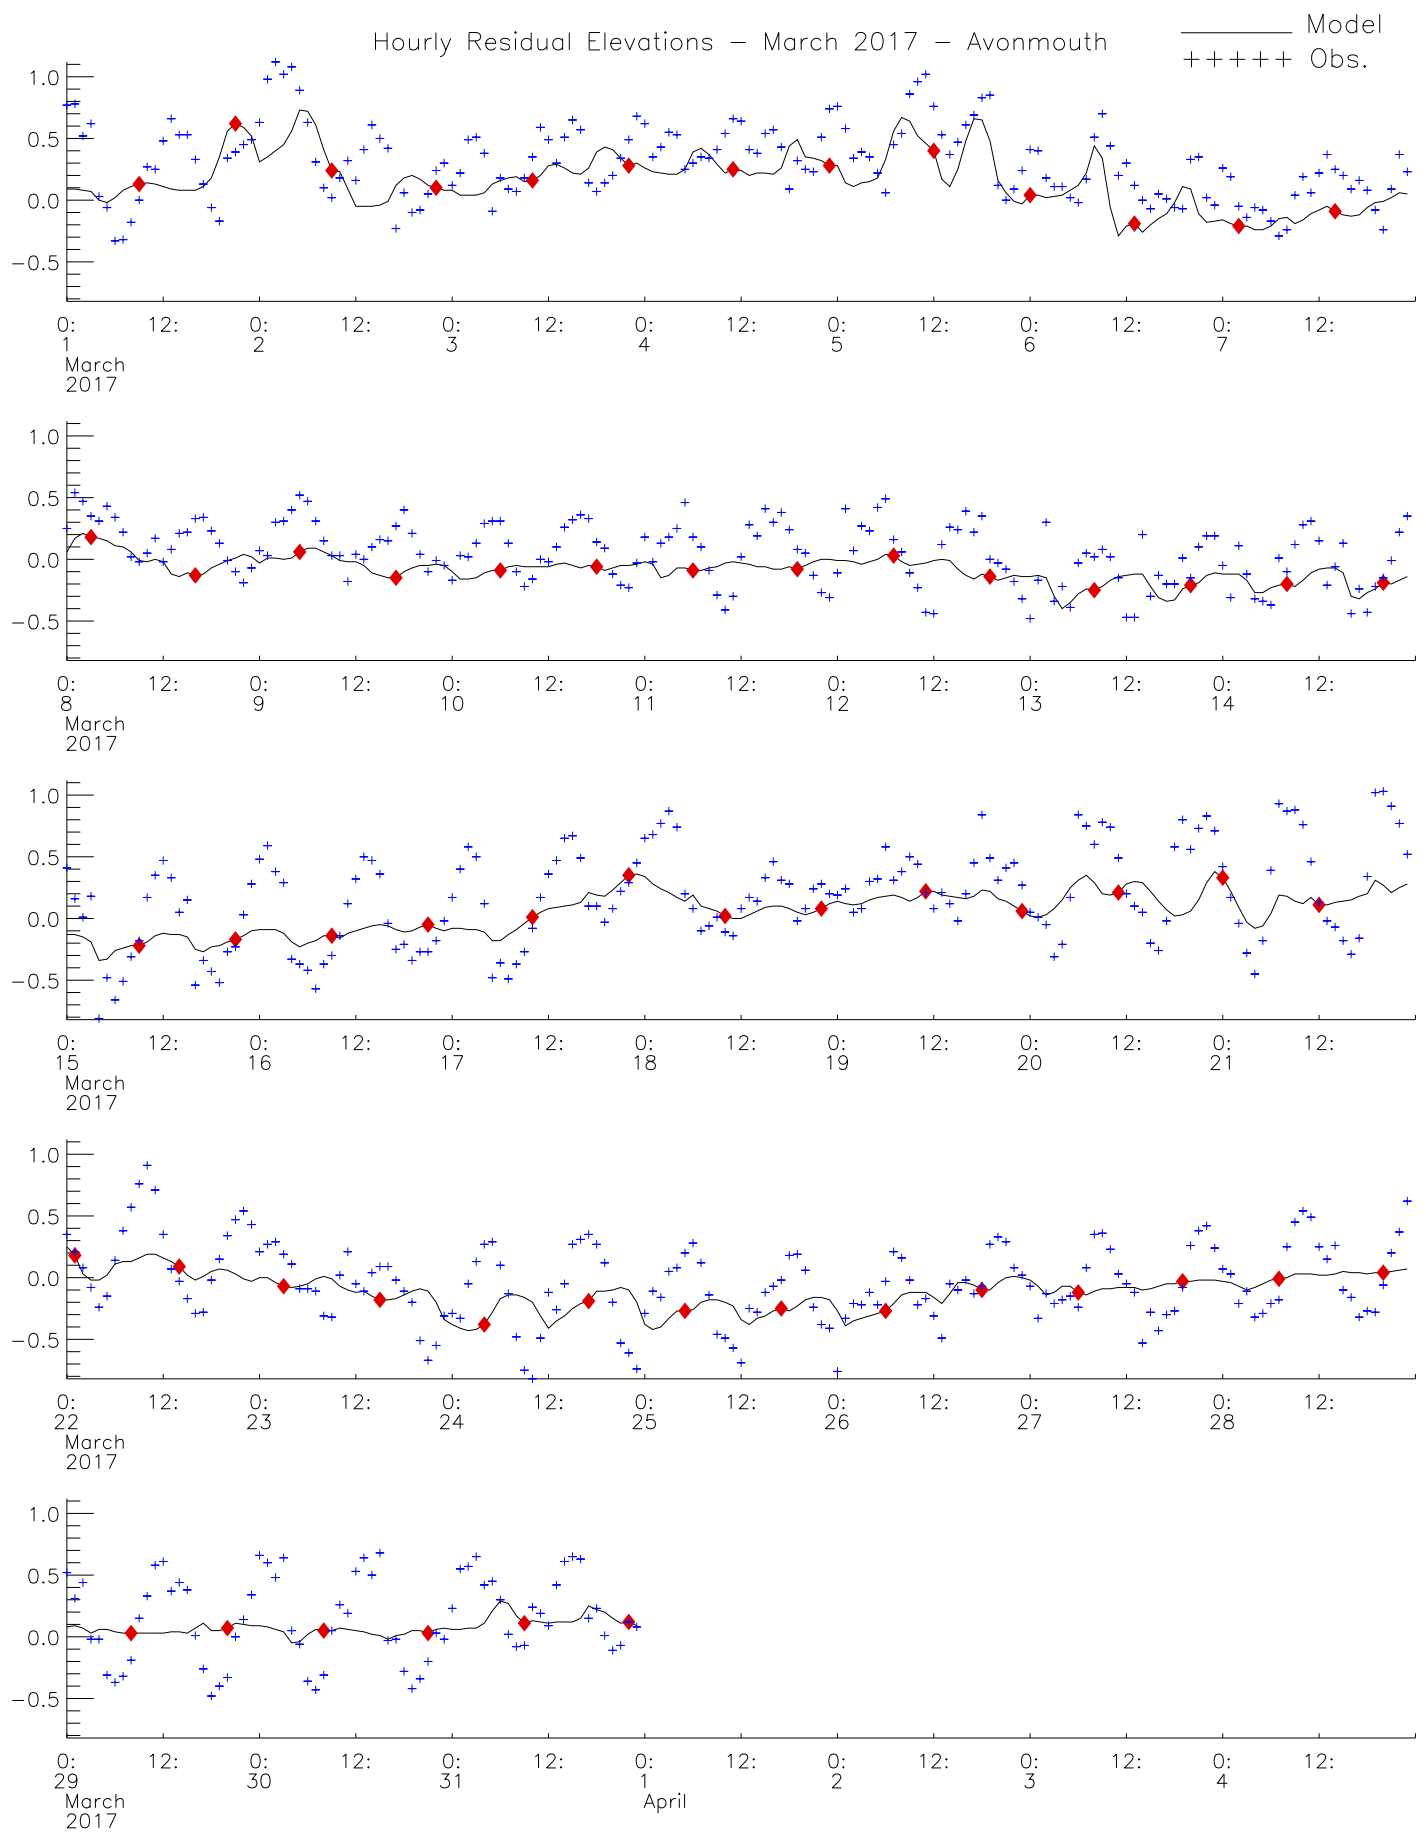 Hourly Residual Elevations – March 2017 – Avonmouth
Model
+++++ Obs.
1.0
0.5
0.0
−0.5
0: 12: 0: 12: 0: 12: 0: 12: 0: 12: 0: 12: 0: 12:
1 2 3 4 5 6 7
March
2017
1.0
0.5
0.0
−0.5
0: 12: 0: 12: 0: 12: 0: 12: 0: 12: 0: 12: 0: 12:
8 9 10 11 12 13 14
March
2017
1.0
0.5
0.0
−0.5
0: 12: 0: 12: 0: 12: 0: 12: 0: 12: 0: 12: 0: 12:
15 16 17 18 19 20 21
March
2017
1.0
0.5
0.0
−0.5
0: 12: 0: 12: 0: 12: 0: 12: 0: 12: 0: 12: 0: 12:
22 23 24 25 26 27 28
March
2017
1.0
0.5
0.0
−0.5
0: 12: 0: 12: 0: 12: 0: 12: 0: 12: 0: 12: 0: 12:
29 30 31 1 2 3 4
March April
2017